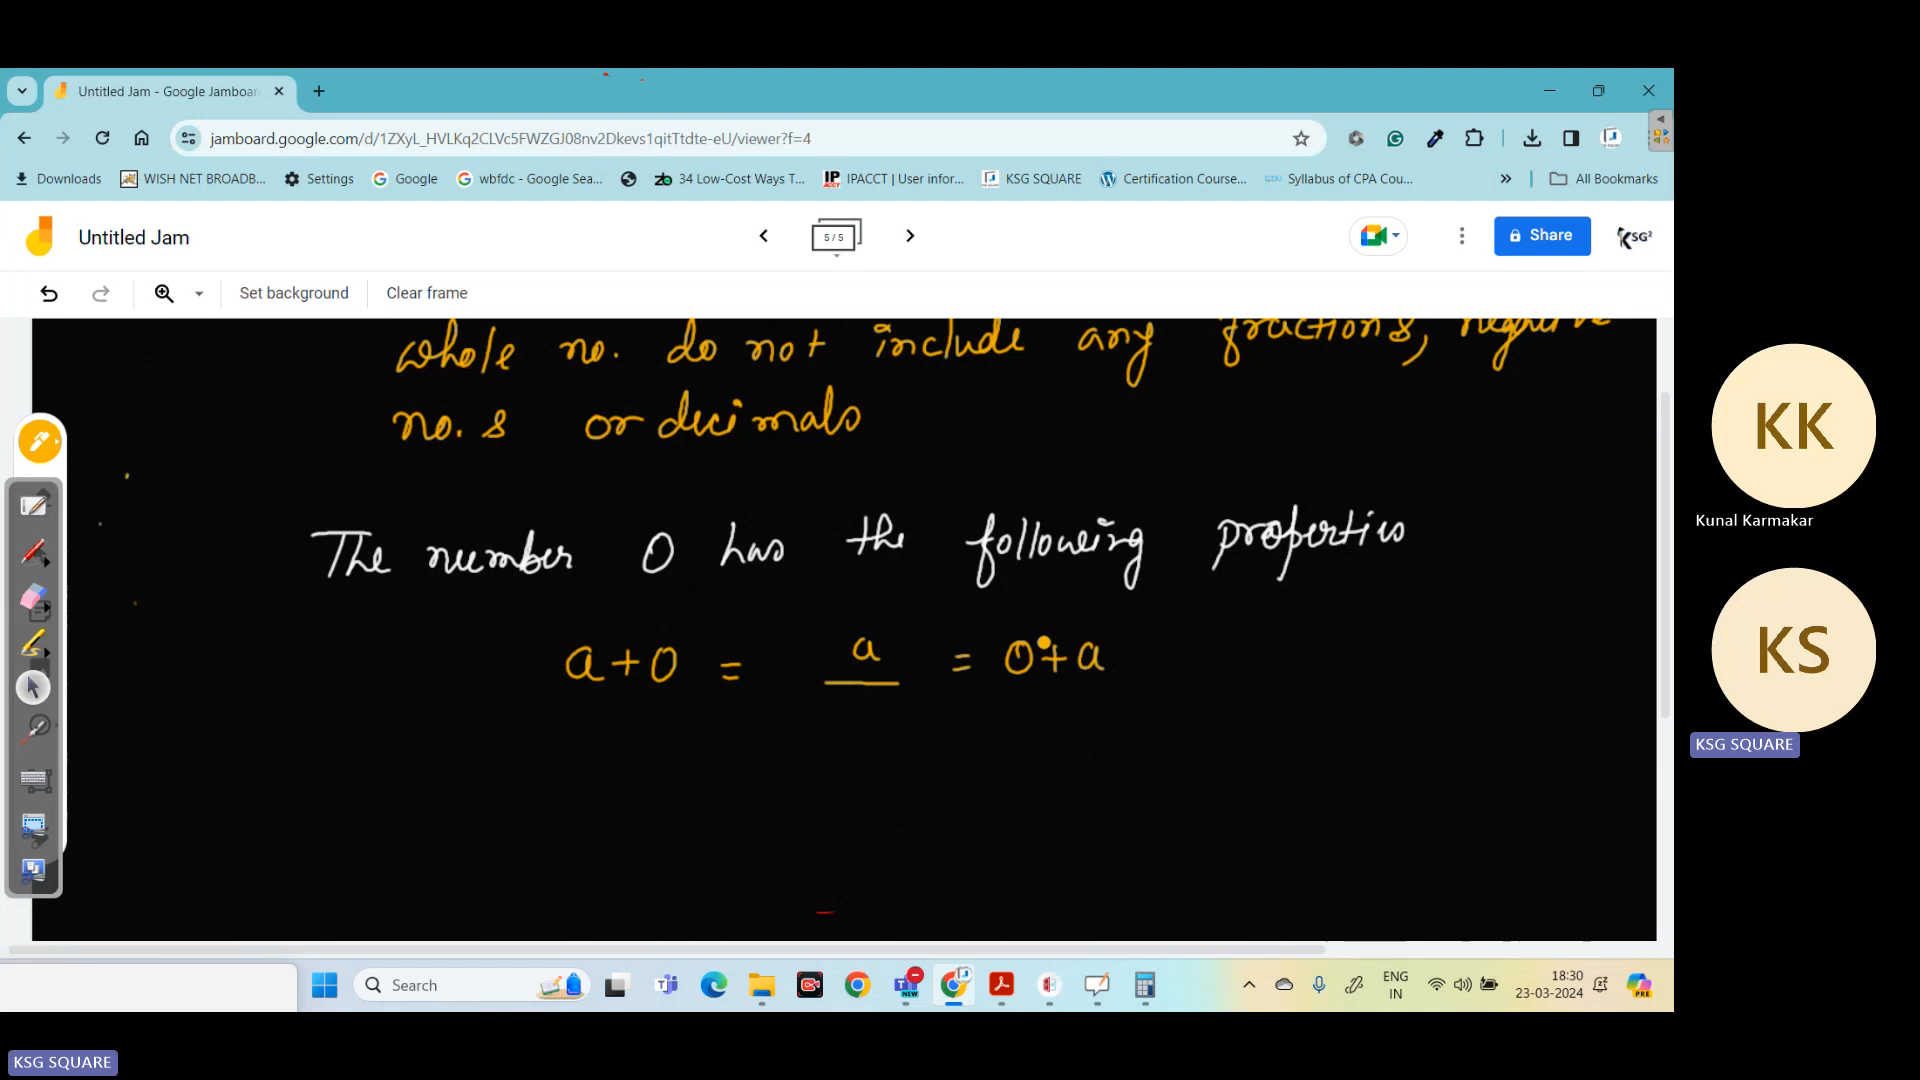 Untitled Jam - Google Jamboar
jamboard.google.com/d/1ZXyL_HVLKq2CLVc5FWZGJ08nv2Dkevs1qitTtdte-eU/viewer?f=4
Downloads WISH NET BROADB... Settings Google wbfdc - Google Sea... 34 Low-Cost Ways T... IPACCT | User infor... KSG SQUARE Certification Course... Syllabus of CPA Cou... » All Bookmarks
Untitled Jam 5 / 5 Share KSG²
Set background Clear frame
whole no. do not include any fractions, negative
no.s or decimals
The number 0 has the following properties
a + 0 = a = 0 + a
KK
Kunal Karmakar
KS
KSG SQUARE
Search ENG IN 18:30 23-03-2024
KSG SQUARE